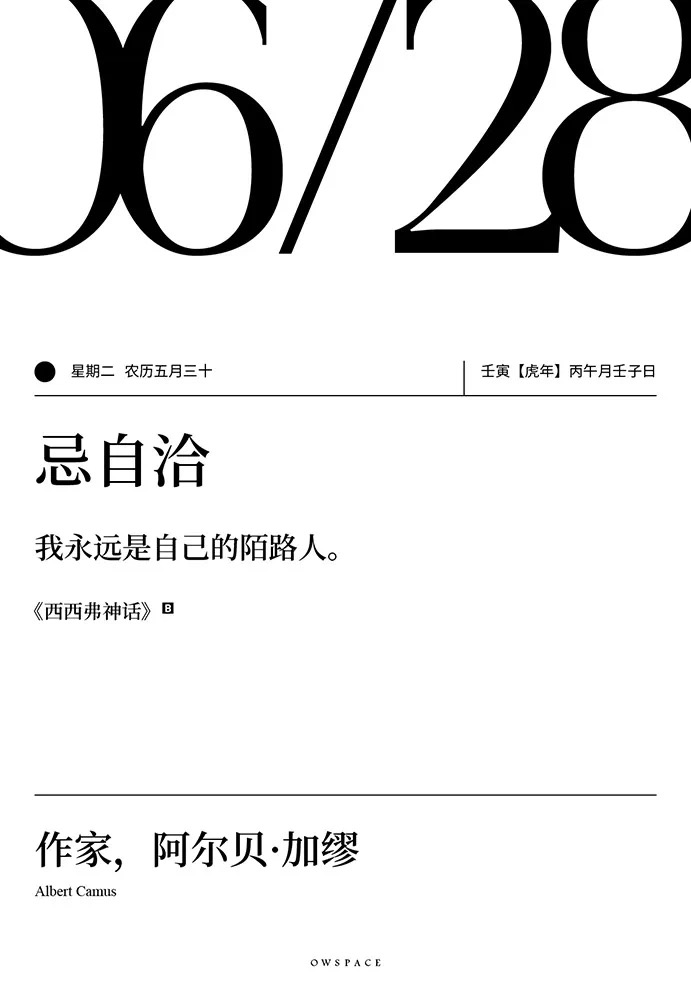 06/28
星期二 农历五月三十
壬寅【虎年】丙午月壬子日
忌自洽
我永远是自己的陌路人。
《西西弗神话》 B
作家，阿尔贝·加缪
Albert Camus
OWSPACE